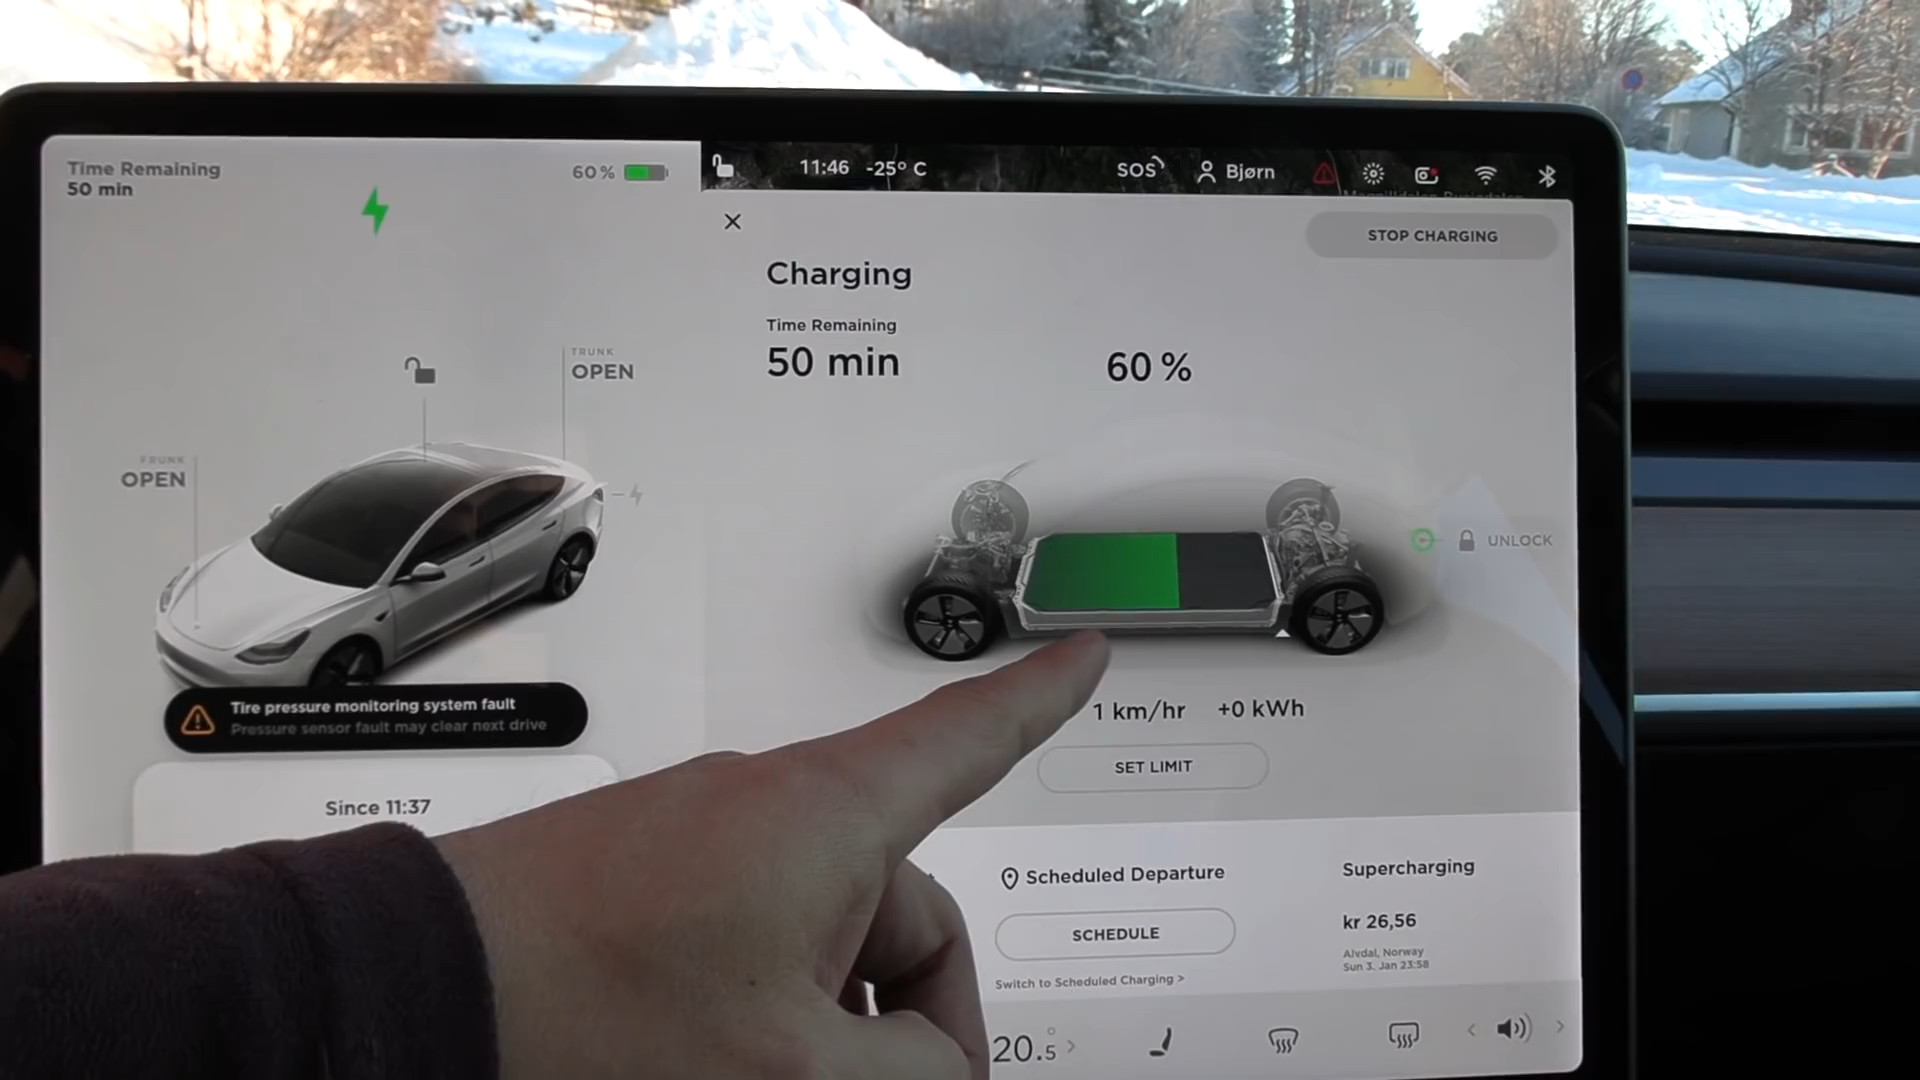 Time Remaining
50 min
60 %
11:46
-25° C
SOS
Bjørn
STOP CHARGING
Charging
Time Remaining
50 min
60 %
TRUNK
OPEN
FRUNK
OPEN
UNLOCK
Tire pressure monitoring system fault
Pressure sensor fault may clear next drive
1 km/hr
+0 kWh
SET LIMIT
Since 11:37
Scheduled Departure
SCHEDULE
Switch to Scheduled Charging >
Supercharging
kr 26,56
Alvdal, Norway
Sun 3. Jan 23:58
20.5°